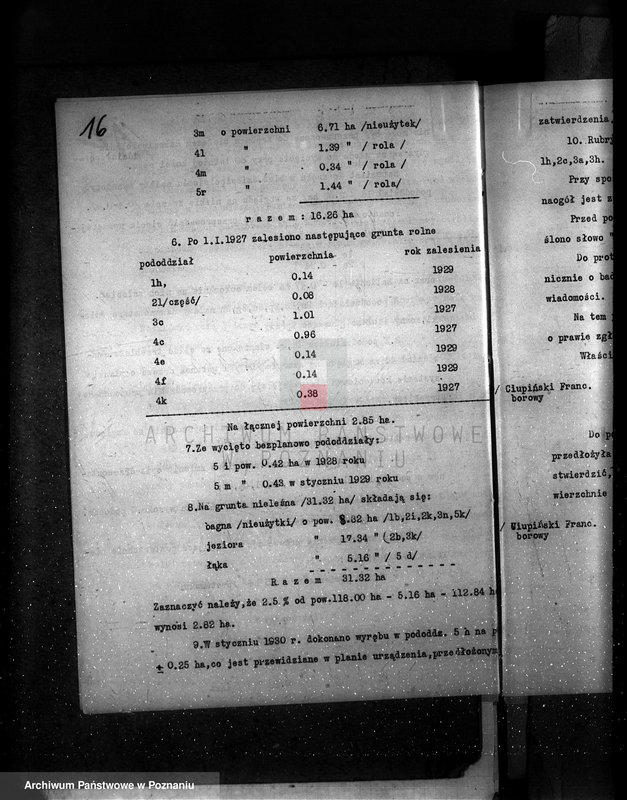 16
3m o powierzchni 6.71 ha /nieużytek/
4l " 1.39 " / rola /
4m " 0.34 " / rola /
5r " 1.44 " / rola/
r a z e m : 16.26 ha
6. Po 1.I.1927 zalesiono następujące grunta rolne
pododdział powierzchnia rok zalesienia
1h, 0.14 1929
2l/część/ 0.08 1928
3c 1.01 1927
4c 0.96 1927
4e 0.14 1929
4f 0.14 1929
4k 0.38 1927
Na łącznej powierzchni 2.85 ha.
7.Ze wycięto bezplanowo pododdziały:
5 i pow. 0.42 ha w 1928 roku
5 m " 0.43 w styczniu 1929 roku
8.Na grunta nieleśna /31.32 ha/ składają się:
bagna /nieużytki/ o pow. 8.82 ha /1b,2i,2k,3n,5k/
jeziora " 17.34 " (2b,3k/
łąka " 5.16 " / 5 d/
R a z e m 31.32 ha
Zaznaczyć należy,że 2.5 % od pow.118.00 ha - 5.16 ha - 112.84 ha
wynosi 2.82 ha.
9.W styczniu 1930 r. dokonano wyrębu w pododdz. 5 h na p
± 0.25 ha,co jest przewidziane w planie urządzenia,przedłożonym
zatwierdzenia,
10. Rubry
1h,2c,3a,3h.
Przy spo
naogół jest z
Przed po
ślono słowo "
Do prot
nicznie o bad
wiadomości.
Na tem
o prawie zgł
Właści
/ Ciupiński Franc.
borowy
Do p
przedłożyła
stwierdzić,
wierzchnie
/ Ciupiński Franc.
borowy
ARCHIWUM PAŃSTWOWE
W POZNANIU
Archiwum Państwowe w Poznaniu